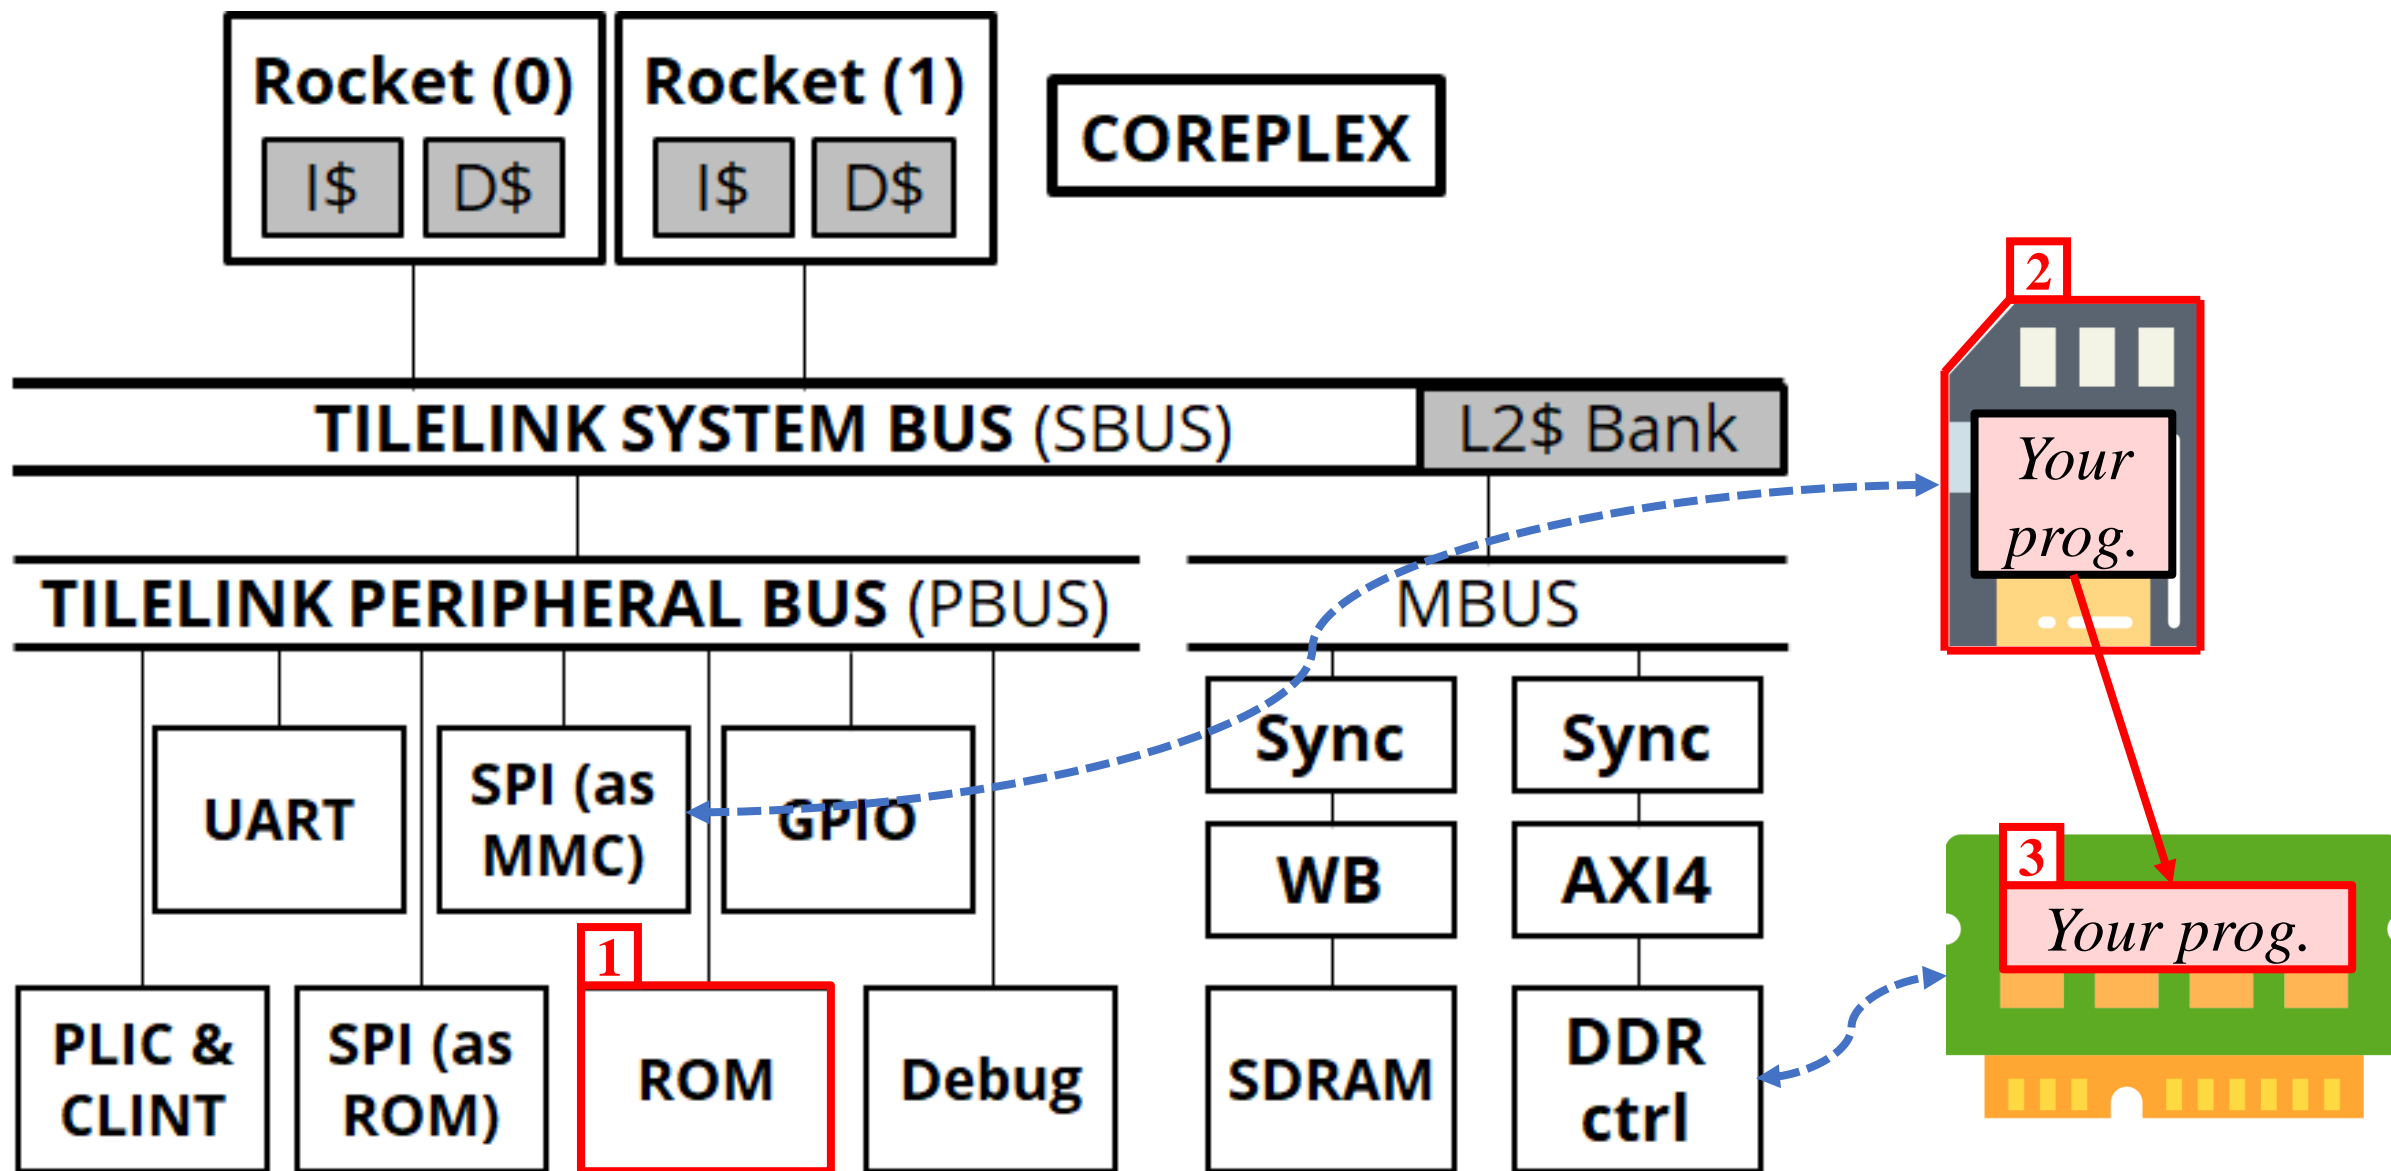 Rocket (0)
I$ D$
Rocket (1)
I$ D$
COREPLEX
TILELINK SYSTEM BUS (SBUS)
L2$ Bank
TILELINK PERIPHERAL BUS (PBUS)
MBUS
UART
SPI (as
MMC)
GPIO
PLIC &
CLINT
SPI (as
ROM)
1
ROM
Debug
Sync
WB
SDRAM
Sync
AXI4
DDR
ctrl
2
Your
prog.
3
Your prog.